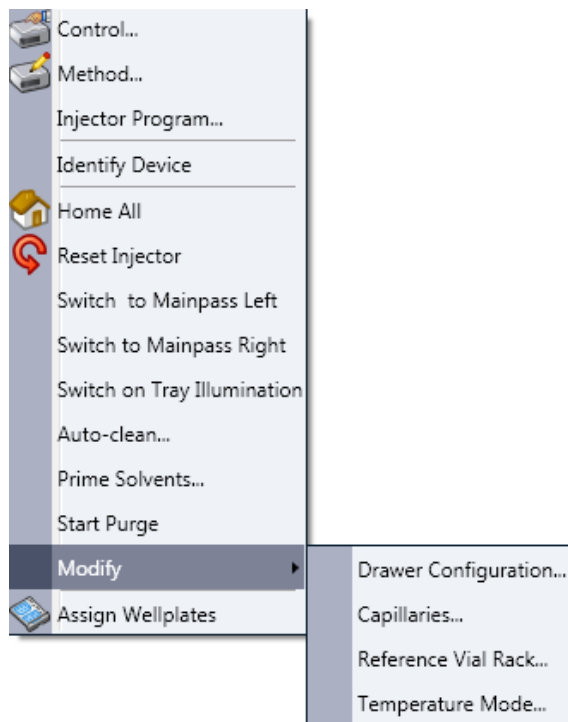 Control...
Method...
Injector Program...
Identify Device
Home All
Reset Injector
Switch  to Mainpass Left
Switch to Mainpass Right
Switch on Tray Illumination
Auto-clean...
Prime Solvents...
Start Purge
Modify
Drawer Configuration...
Assign Wellplates
Capillaries...
Reference Vial Rack...
Temperature Mode...